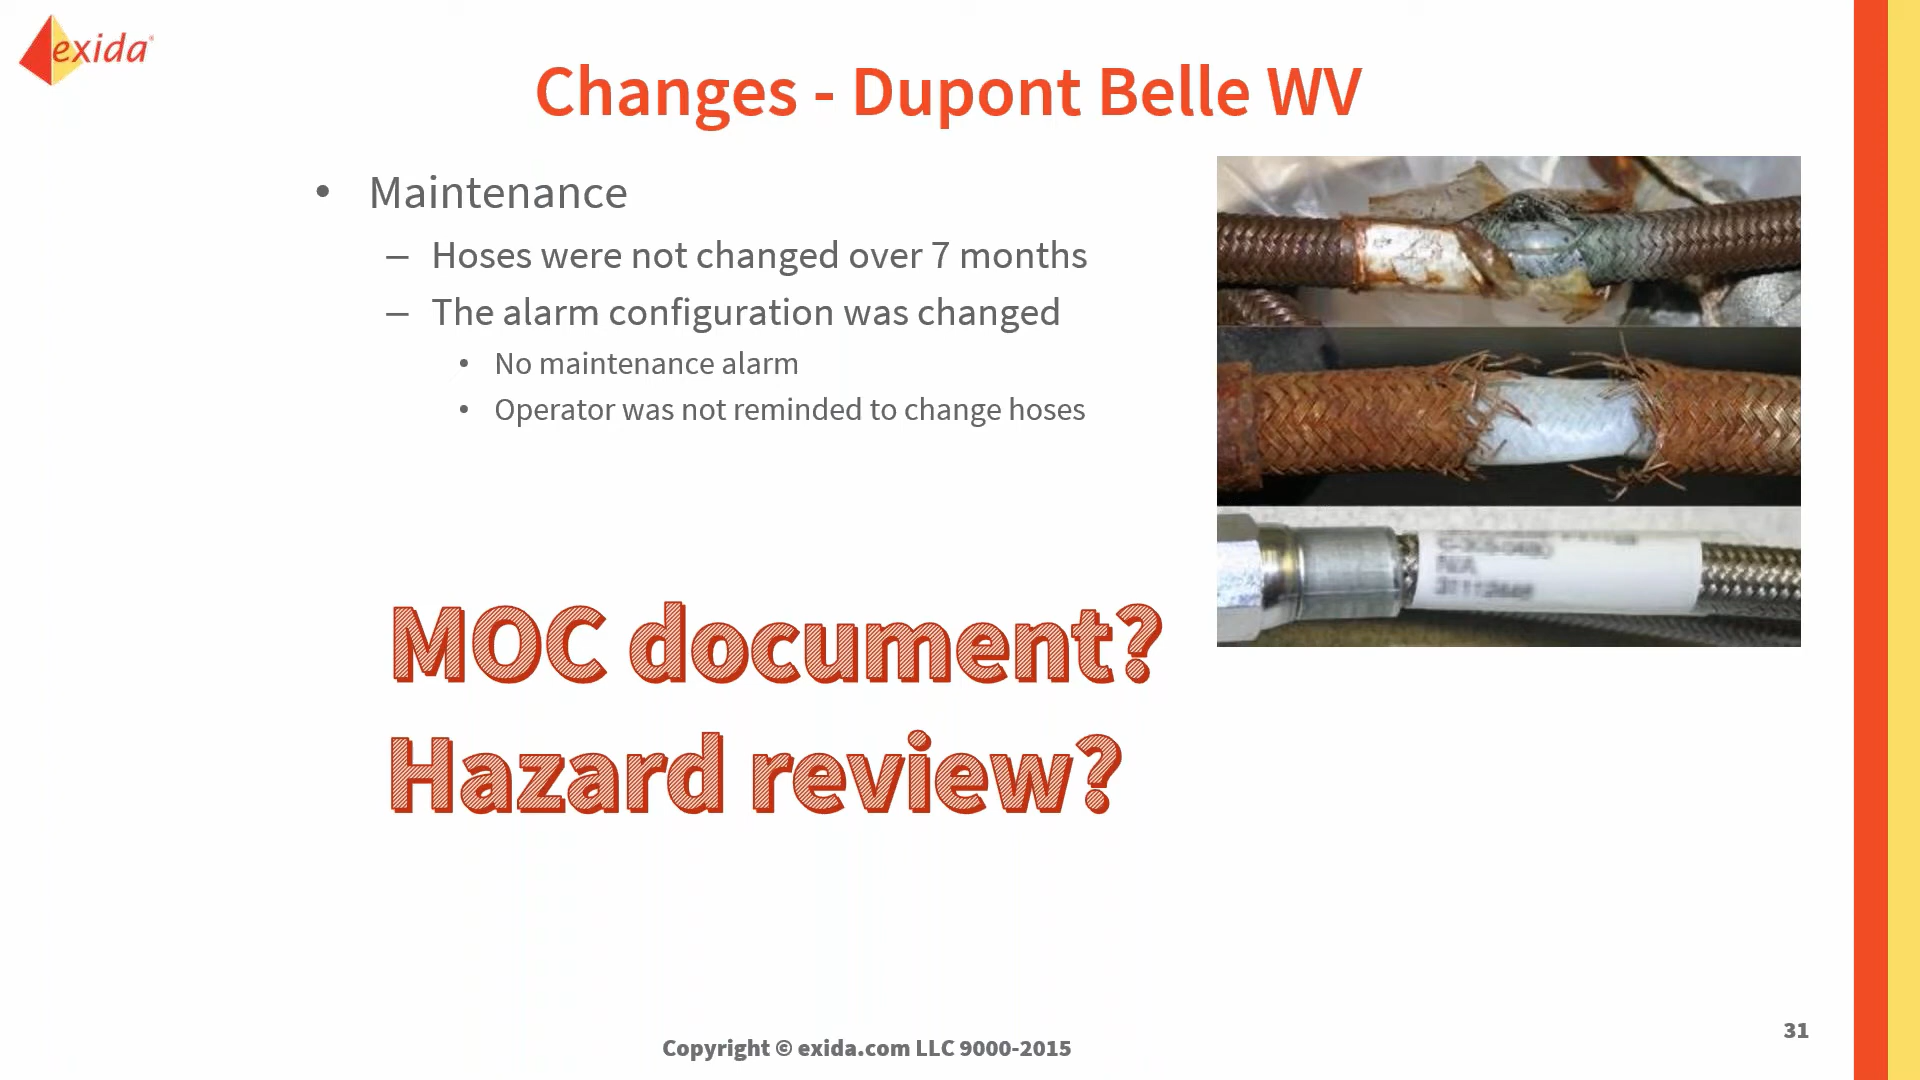 exida
Changes - Dupont Belle WV
• Maintenance
– Hoses were not changed over 7 months
– The alarm configuration was changed
• No maintenance alarm
• Operator was not reminded to change hoses
N/A
MOC document?
Hazard review?
31
Copyright © exida.com LLC 9000-2015